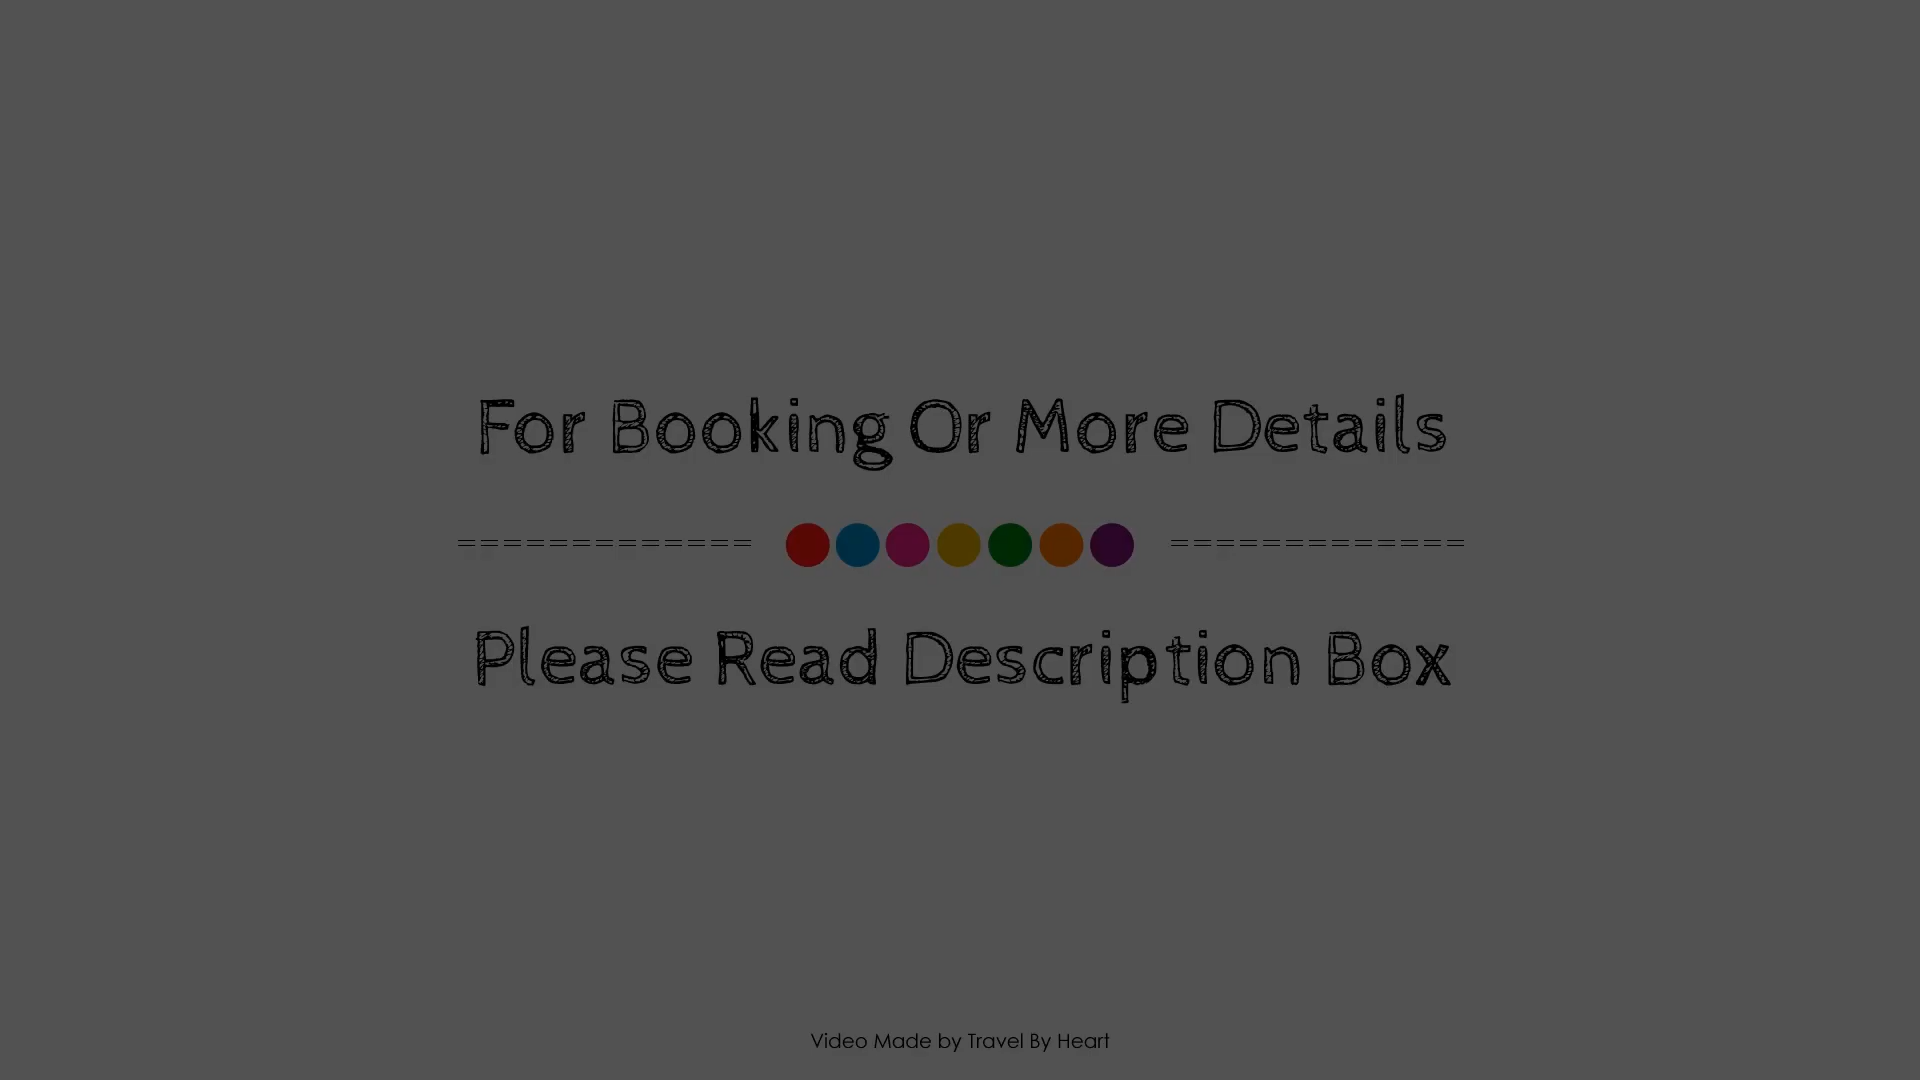 For Booking Or More Details
============= =============
Please Read Description Box
Video Made by Travel By Heart